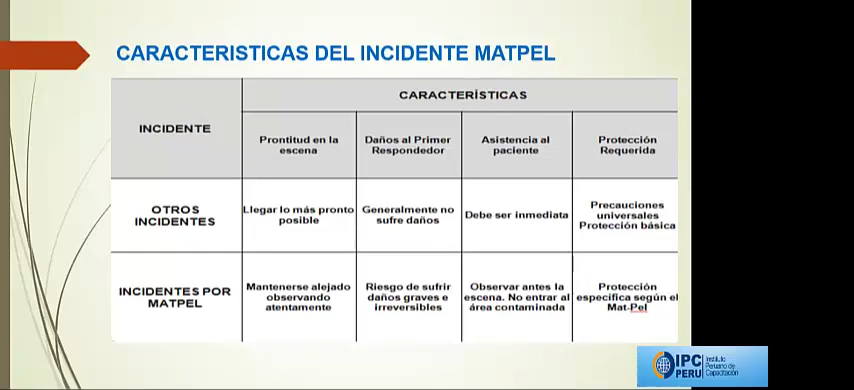 CARACTERISTICAS DEL INCIDENTE MATPEL
INCIDENTE
CARACTERÍSTICAS
Prontitud en la
escena
Daños al Primer
Respondedor
Asistencia al
paciente
Protección
Requerida
OTROS
INCIDENTES
Llegar lo más pronto
posible
Generalmente no
sufre daños
Debe ser inmediata
Precauciones
universales
Protección básica
INCIDENTES POR
MATPEL
Mantenerse alejado
observando
atentamente
Riesgo de sufrir
daños graves e
irreversibles
Observar antes la
escena. No entrar al
área contaminada
Protección
especifica según el
Mat-Pel
IPC
PERU
Instituto
Peruano de
Capacitación